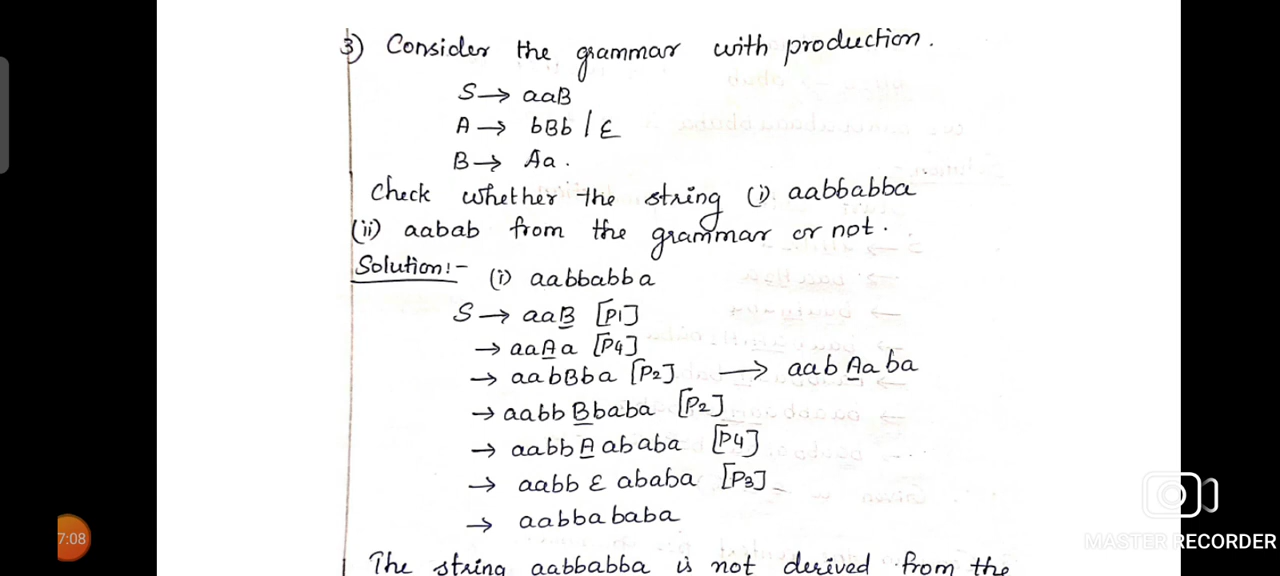 3) Consider the grammar with production.
S → aaB
A → bBb / ε
B → Aa.
Check whether the string (i) aabbabba
(ii) aabab from the grammar or not.
Solution:- (i) aabbabba
S → aaB [P1]
→ aaAa [P4]
→ aabBba [P2] → aabAaba
→ aabbBbaba [P2]
→ aabbAababa [P4]
→ aabb ε ababa [P3]
→ aabbababa
The string aabbabba is not derived from the
7:08
MASTER RECORDER